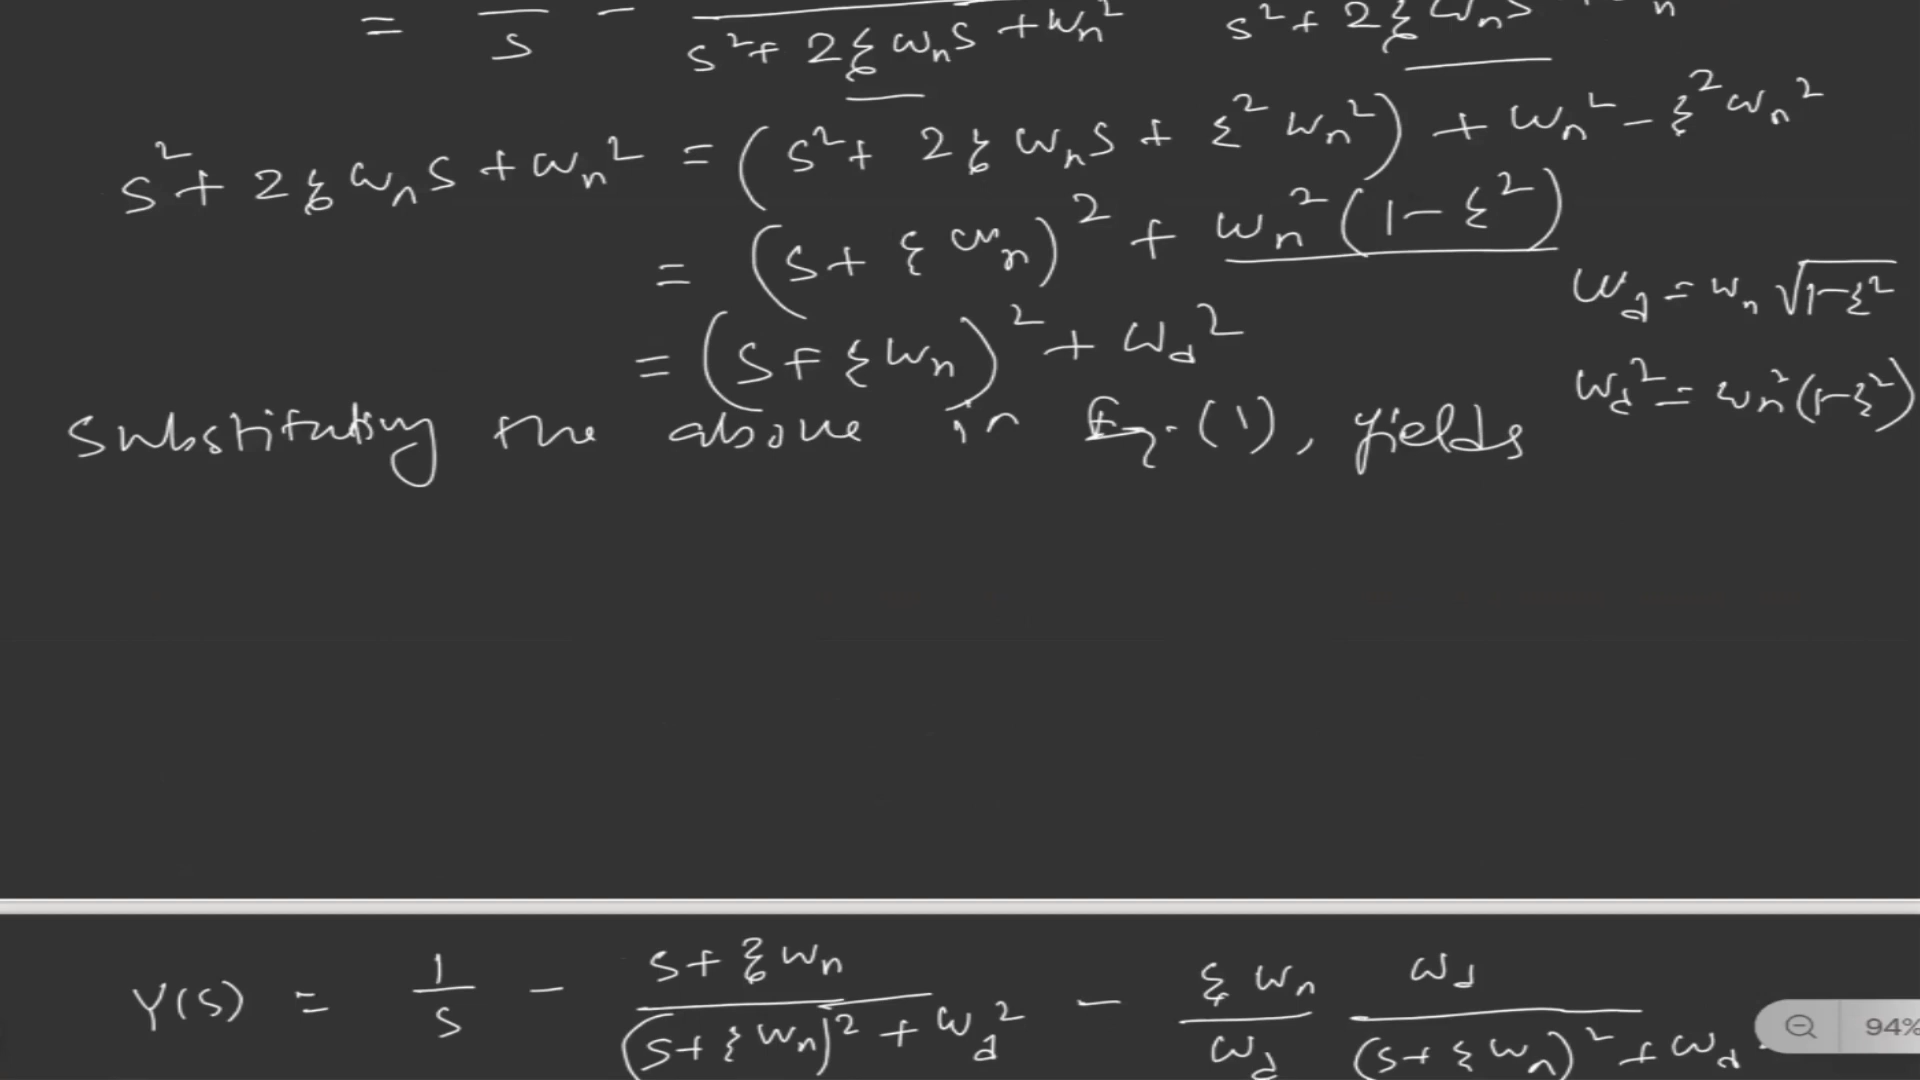 = — / s − — / s²+2ξωₙs+ωₙ² s²+2ξωₙs n
s²+2ξωₙs+ωₙ² = (s²+2ξωₙs+ξ²ωₙ²)+ωₙ²−ξ²ωₙ²
= (s+ξωₙ)²+ωₙ²(1−ξ²)
ω_d = ωₙ√(1−ξ²)
= (s+ξωₙ)²+ω_d²
ω_d² = ωₙ²(1−ξ²)
Substituting the above in Eq.(1), yields
Y(s) = 1/s − (s+ξωₙ)/((s+ξωₙ)²+ω_d²) − ξωₙ/ω_d ω_d/((s+ξωₙ)²+ω_d
94%